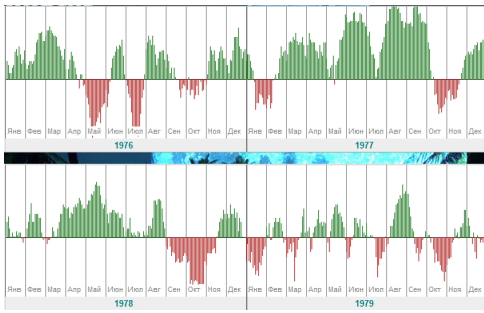 Янв Фев Мар Апр Май Июн Июл Авг Сен Окт Ноя Дек Янв Фев Мар Апр Май Июн Июл Авг Сен Окт Ноя Дек
1976 1977
Янв Фев Мар Апр Май Июн Июл Авг Сен Окт Ноя Дек Янв Фев Мар Апр Май Июн Июл Авг Сен Окт Ноя Дек
1978 1979